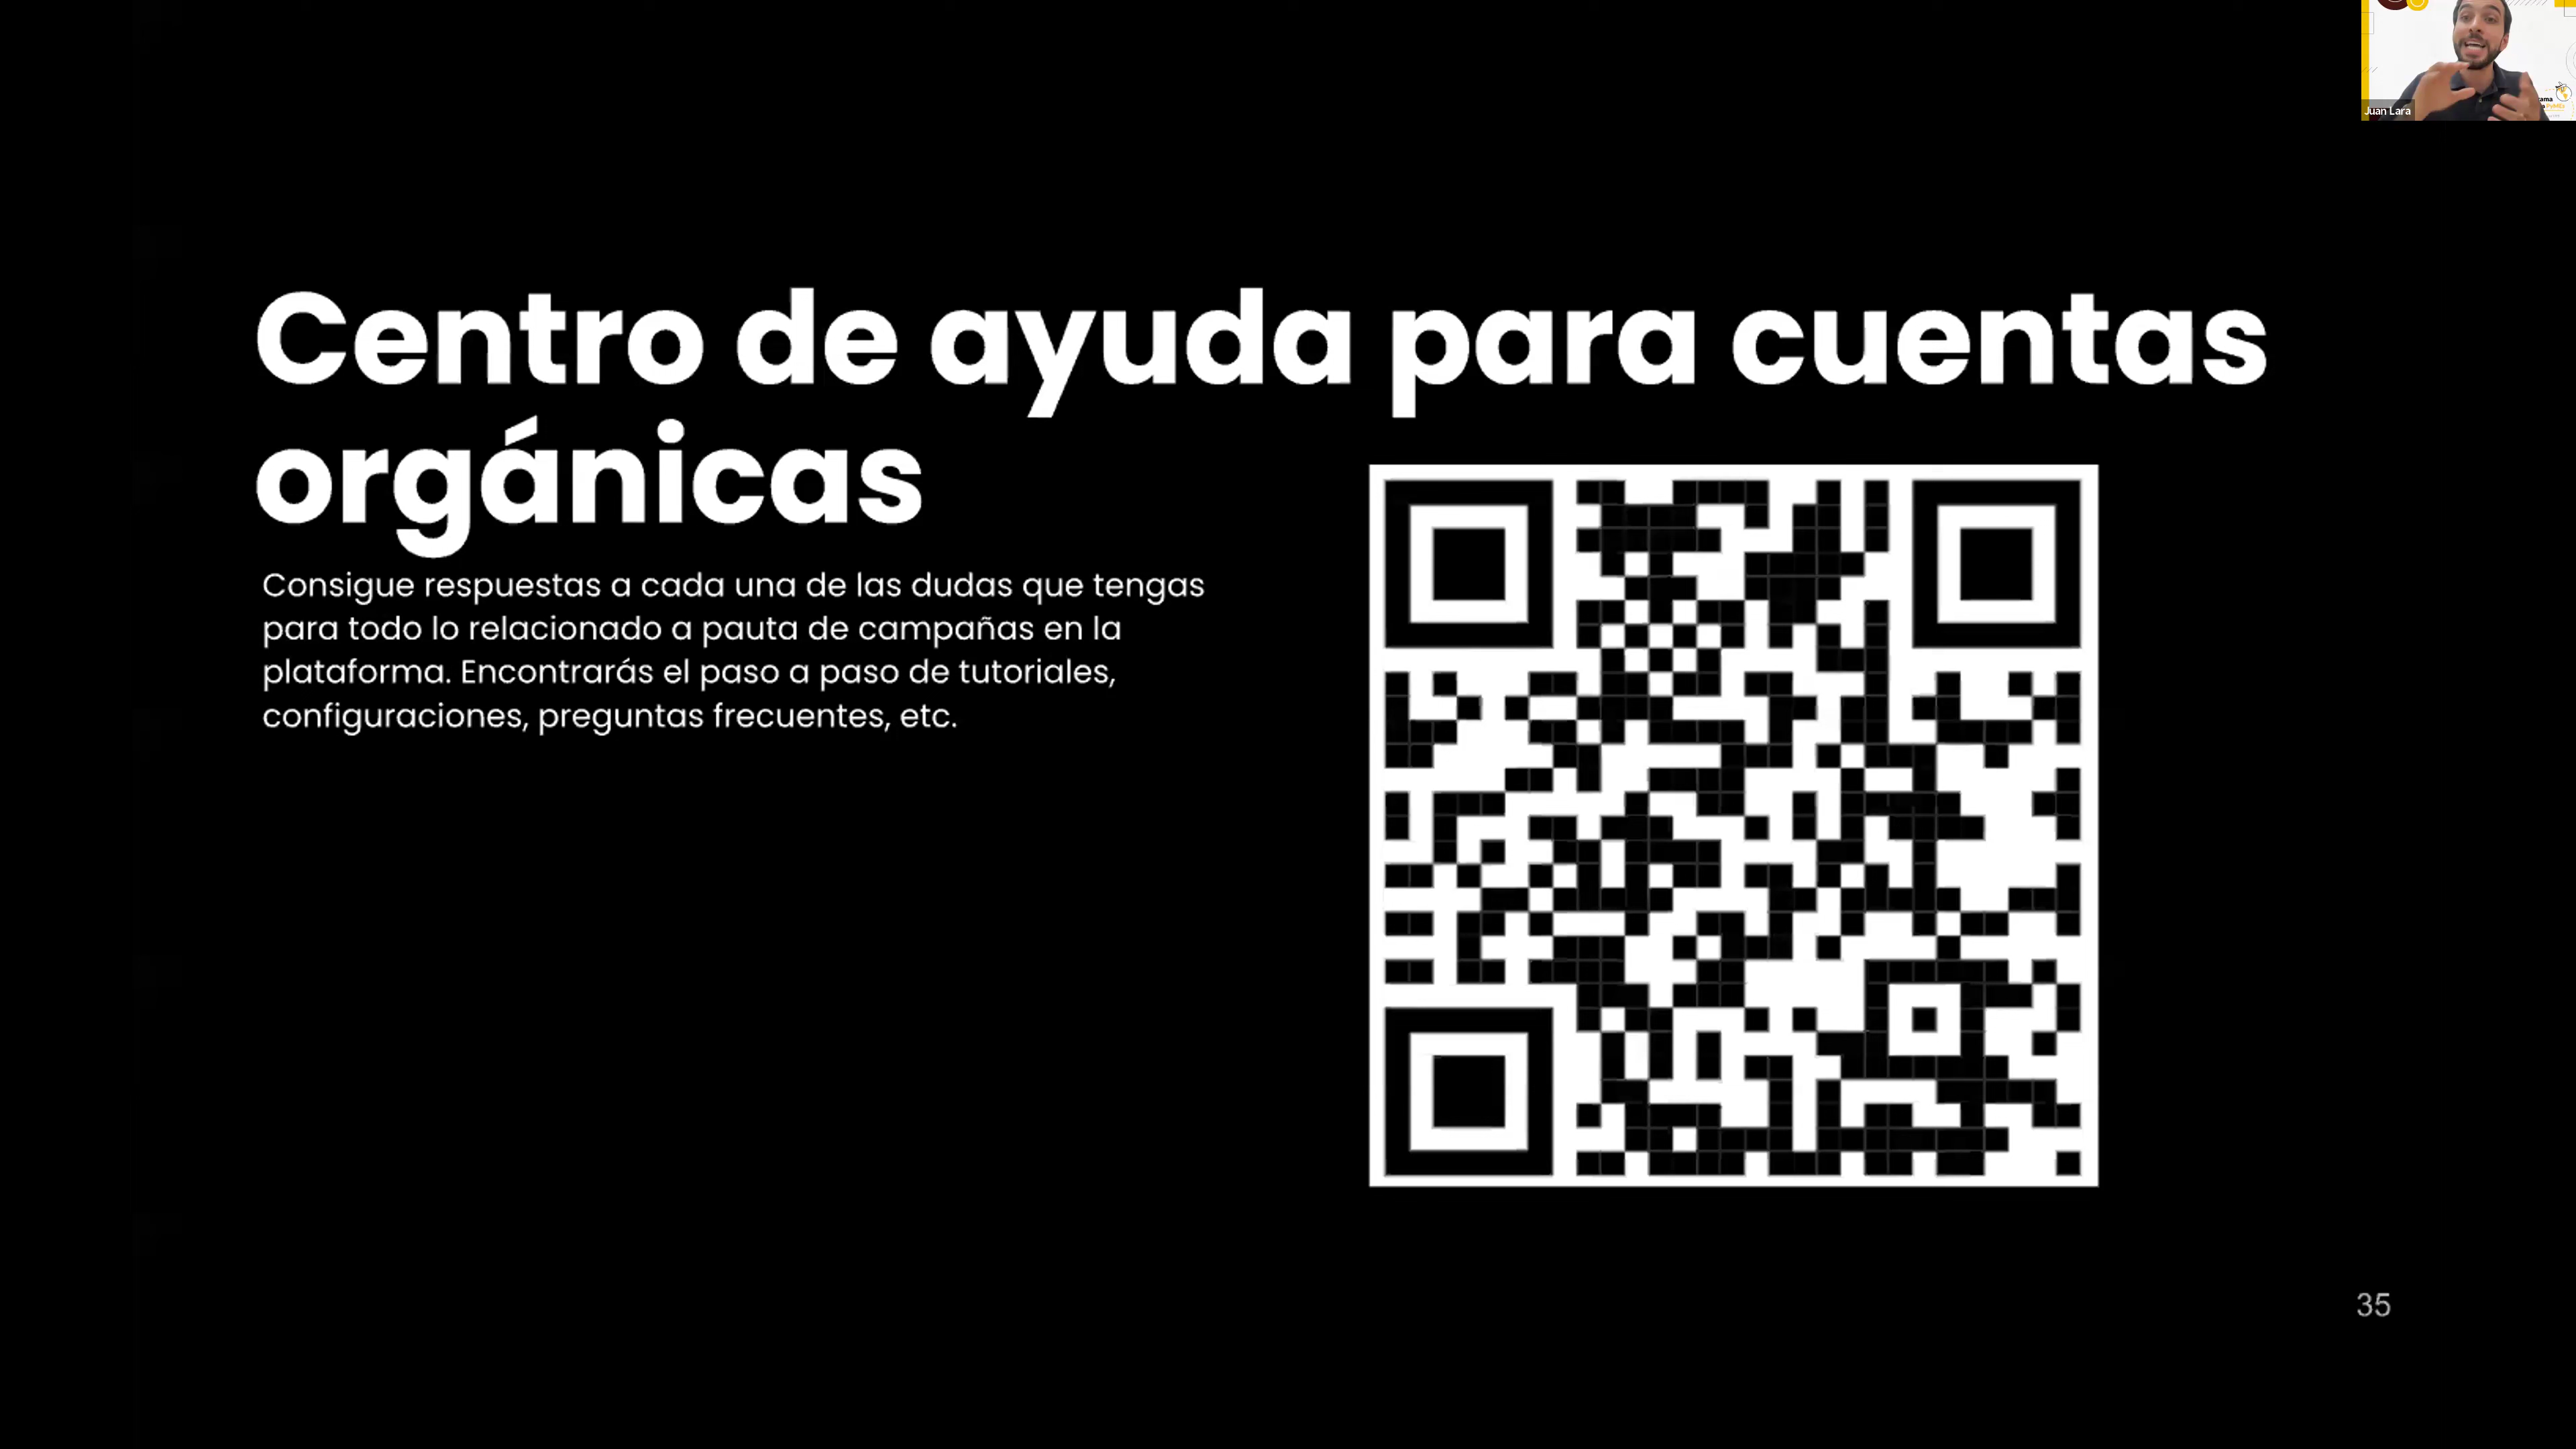 Juan Lara
Centro de ayuda para cuentas
orgánicas
Consigue respuestas a cada una de las dudas que tengas
para todo lo relacionado a pauta de campañas en la
plataforma. Encontrarás el paso a paso de tutoriales,
configuraciones, preguntas frecuentes, etc.
35